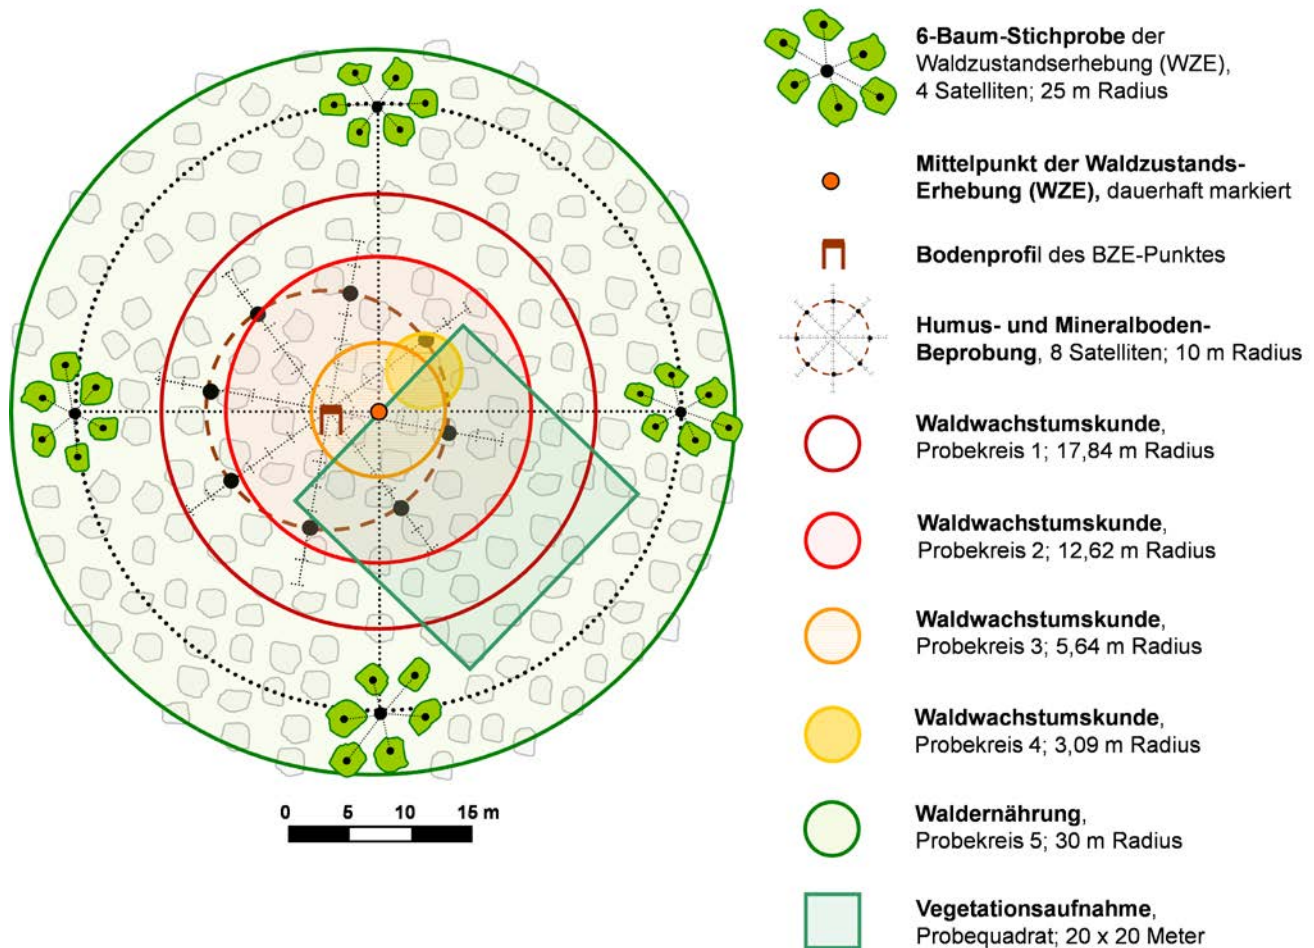 6-Baum-Stichprobe der
Waldzustandserhebung (WZE),
4 Satelliten; 25 m Radius
Mittelpunkt der Waldzustands-
Erhebung (WZE), dauerhaft markiert
Bodenprofil des BZE-Punktes
Humus- und Mineralboden-
Beprobung, 8 Satelliten; 10 m Radius
Waldwachstumskunde,
Probekreis 1; 17,84 m Radius
Waldwachstumskunde,
Probekreis 2; 12,62 m Radius
Waldwachstumskunde,
Probekreis 3; 5,64 m Radius
Waldwachstumskunde,
Probekreis 4; 3,09 m Radius
Waldernährung,
Probekreis 5; 30 m Radius
Vegetationsaufnahme,
Probequadrat; 20 x 20 Meter
0 5 10 15 m